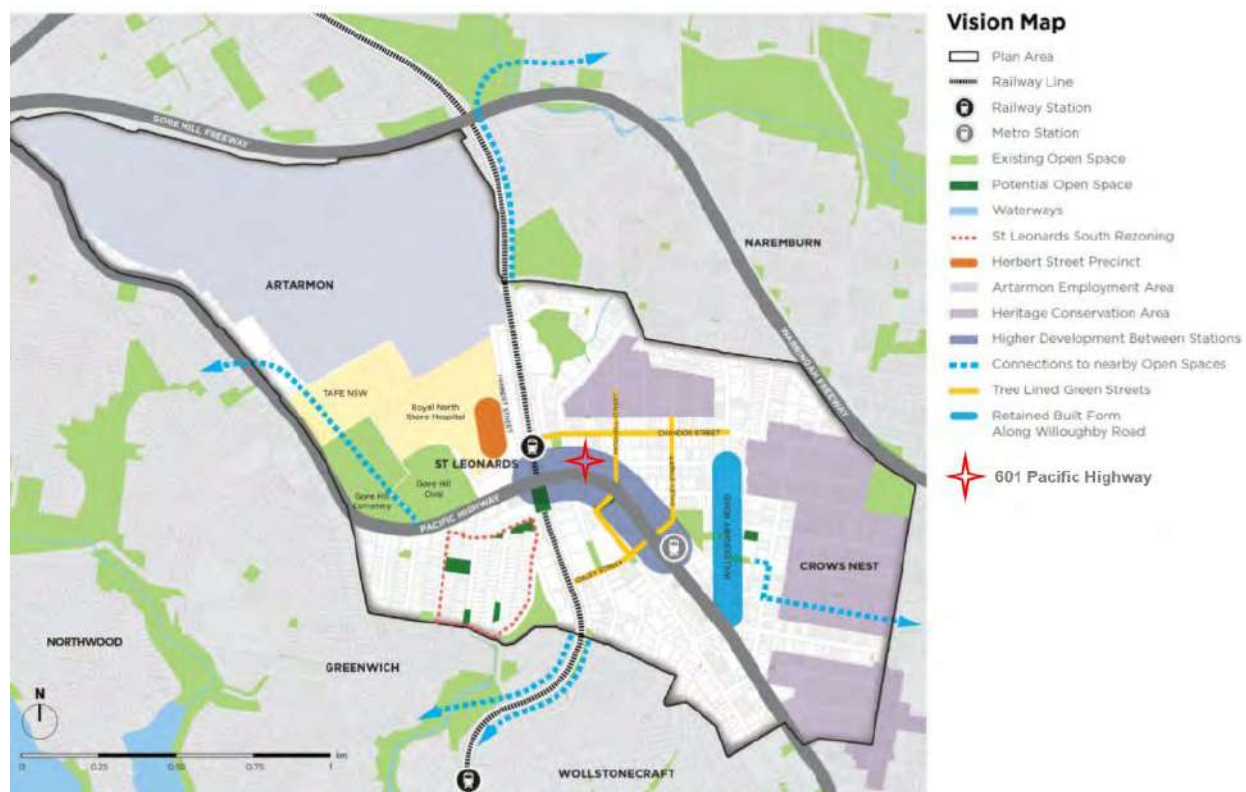 Vision Map
Plan Area
Railway Line
Railway Station
Metro Station
Existing Open Space
Potential Open Space
Waterways
St Leonards South Rezoning
Herbert Street Precinct
Artarmon Employment Area
Heritage Conservation Area
Higher Development Between Stations
Connections to nearby Open Spaces
Tree Lined Green Streets
Retained Built Form
Along Willoughby Road
601 Pacific Highway
GORE HILL FREEWAY
NAREMBURN
ARTARMON
WARRINGAH FREEWAY
TAFE NSW
HERBERT STREET
Royal North
Shore Hospital
CHANDOS STREET
ST LEONARDS
Gore Hill
Oval
Gore Hill
Cemetery
PACIFIC HIGHWAY
WILLOUGHBY ROAD
OXLEY STREET
CROWS NEST
NORTHWOOD
GREENWICH
WOLLSTONECRAFT
N
0
0.25
0.50
0.75
1
km